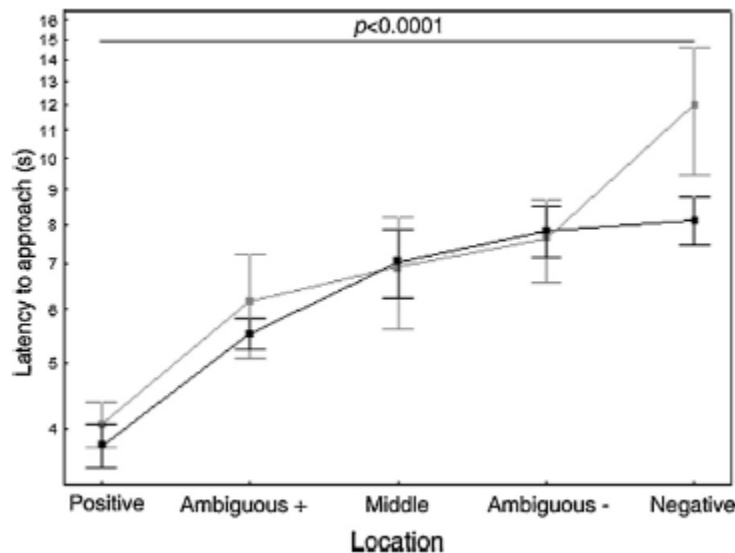 p<0.0001
Latency to approach (s)
16
15
14
13
12
11
10
9
8
7
6
5
4
Positive
Ambiguous +
Middle
Ambiguous -
Negative
Location